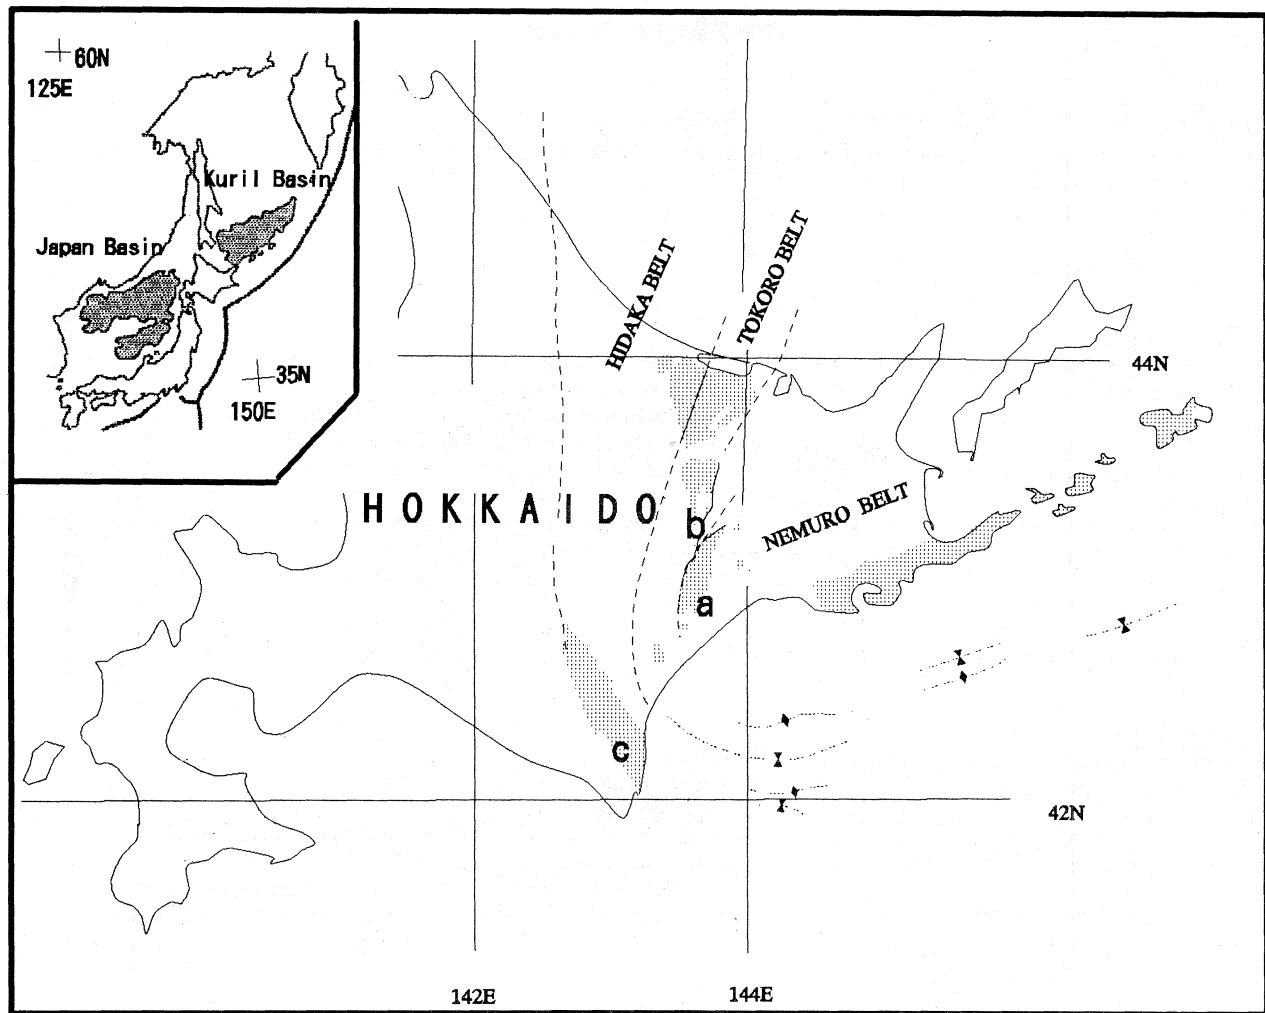 60N
125E
Kuril Basin
Japan Basin
35N
150E
HIDAKA BELT
TOKORO BELT
44N
HOKKAIDO
b
NEMURO BELT
a
c
42N
142E
144E